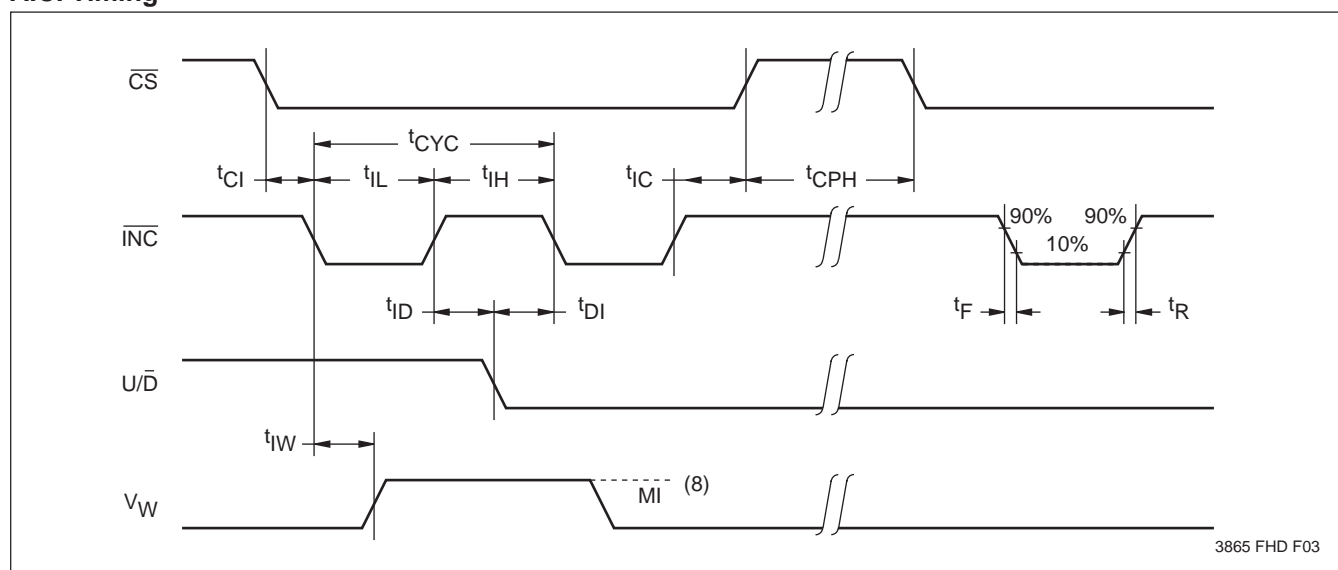 CS
tCYC
tCI
tIL
tIH
tIC
tCPH
INC
90%
90%
10%
tID
tDI
tF
tR
U/D̅
tIW
MI
(8)
VW
3865 FHD F03